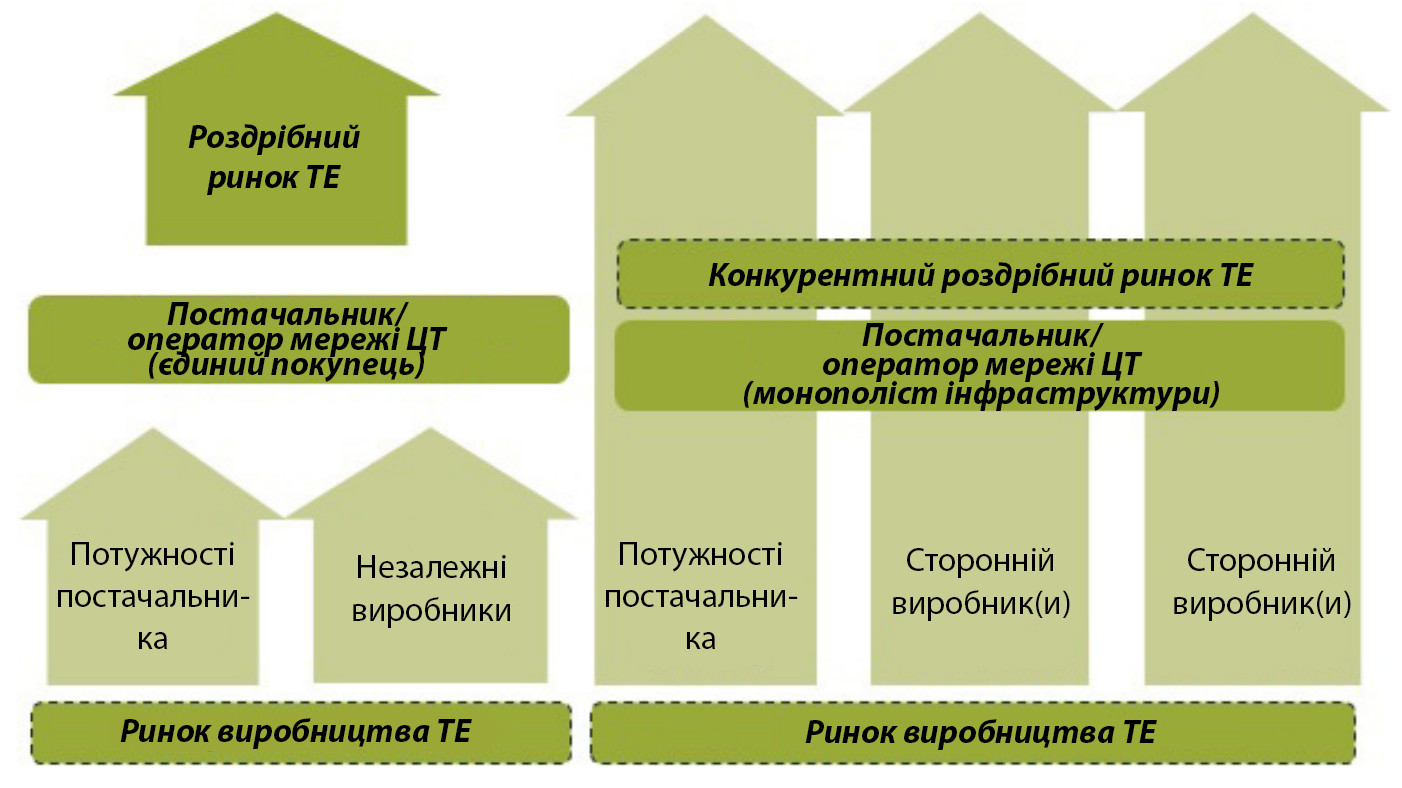 Роздрібний
ринок ТЕ
Постачальник/
оператор мережі ЦТ
(єдиний покупець)
Потужності
постачальни-
ка
Незалежні
виробники
Ринок виробництва ТЕ
Конкурентний роздрібний ринок ТЕ
Постачальник/
оператор мережі ЦТ
(монополіст інфраструктури)
Потужності
постачальни-
ка
Сторонній
виробник(и)
Сторонній
виробник(и)
Ринок виробництва ТЕ